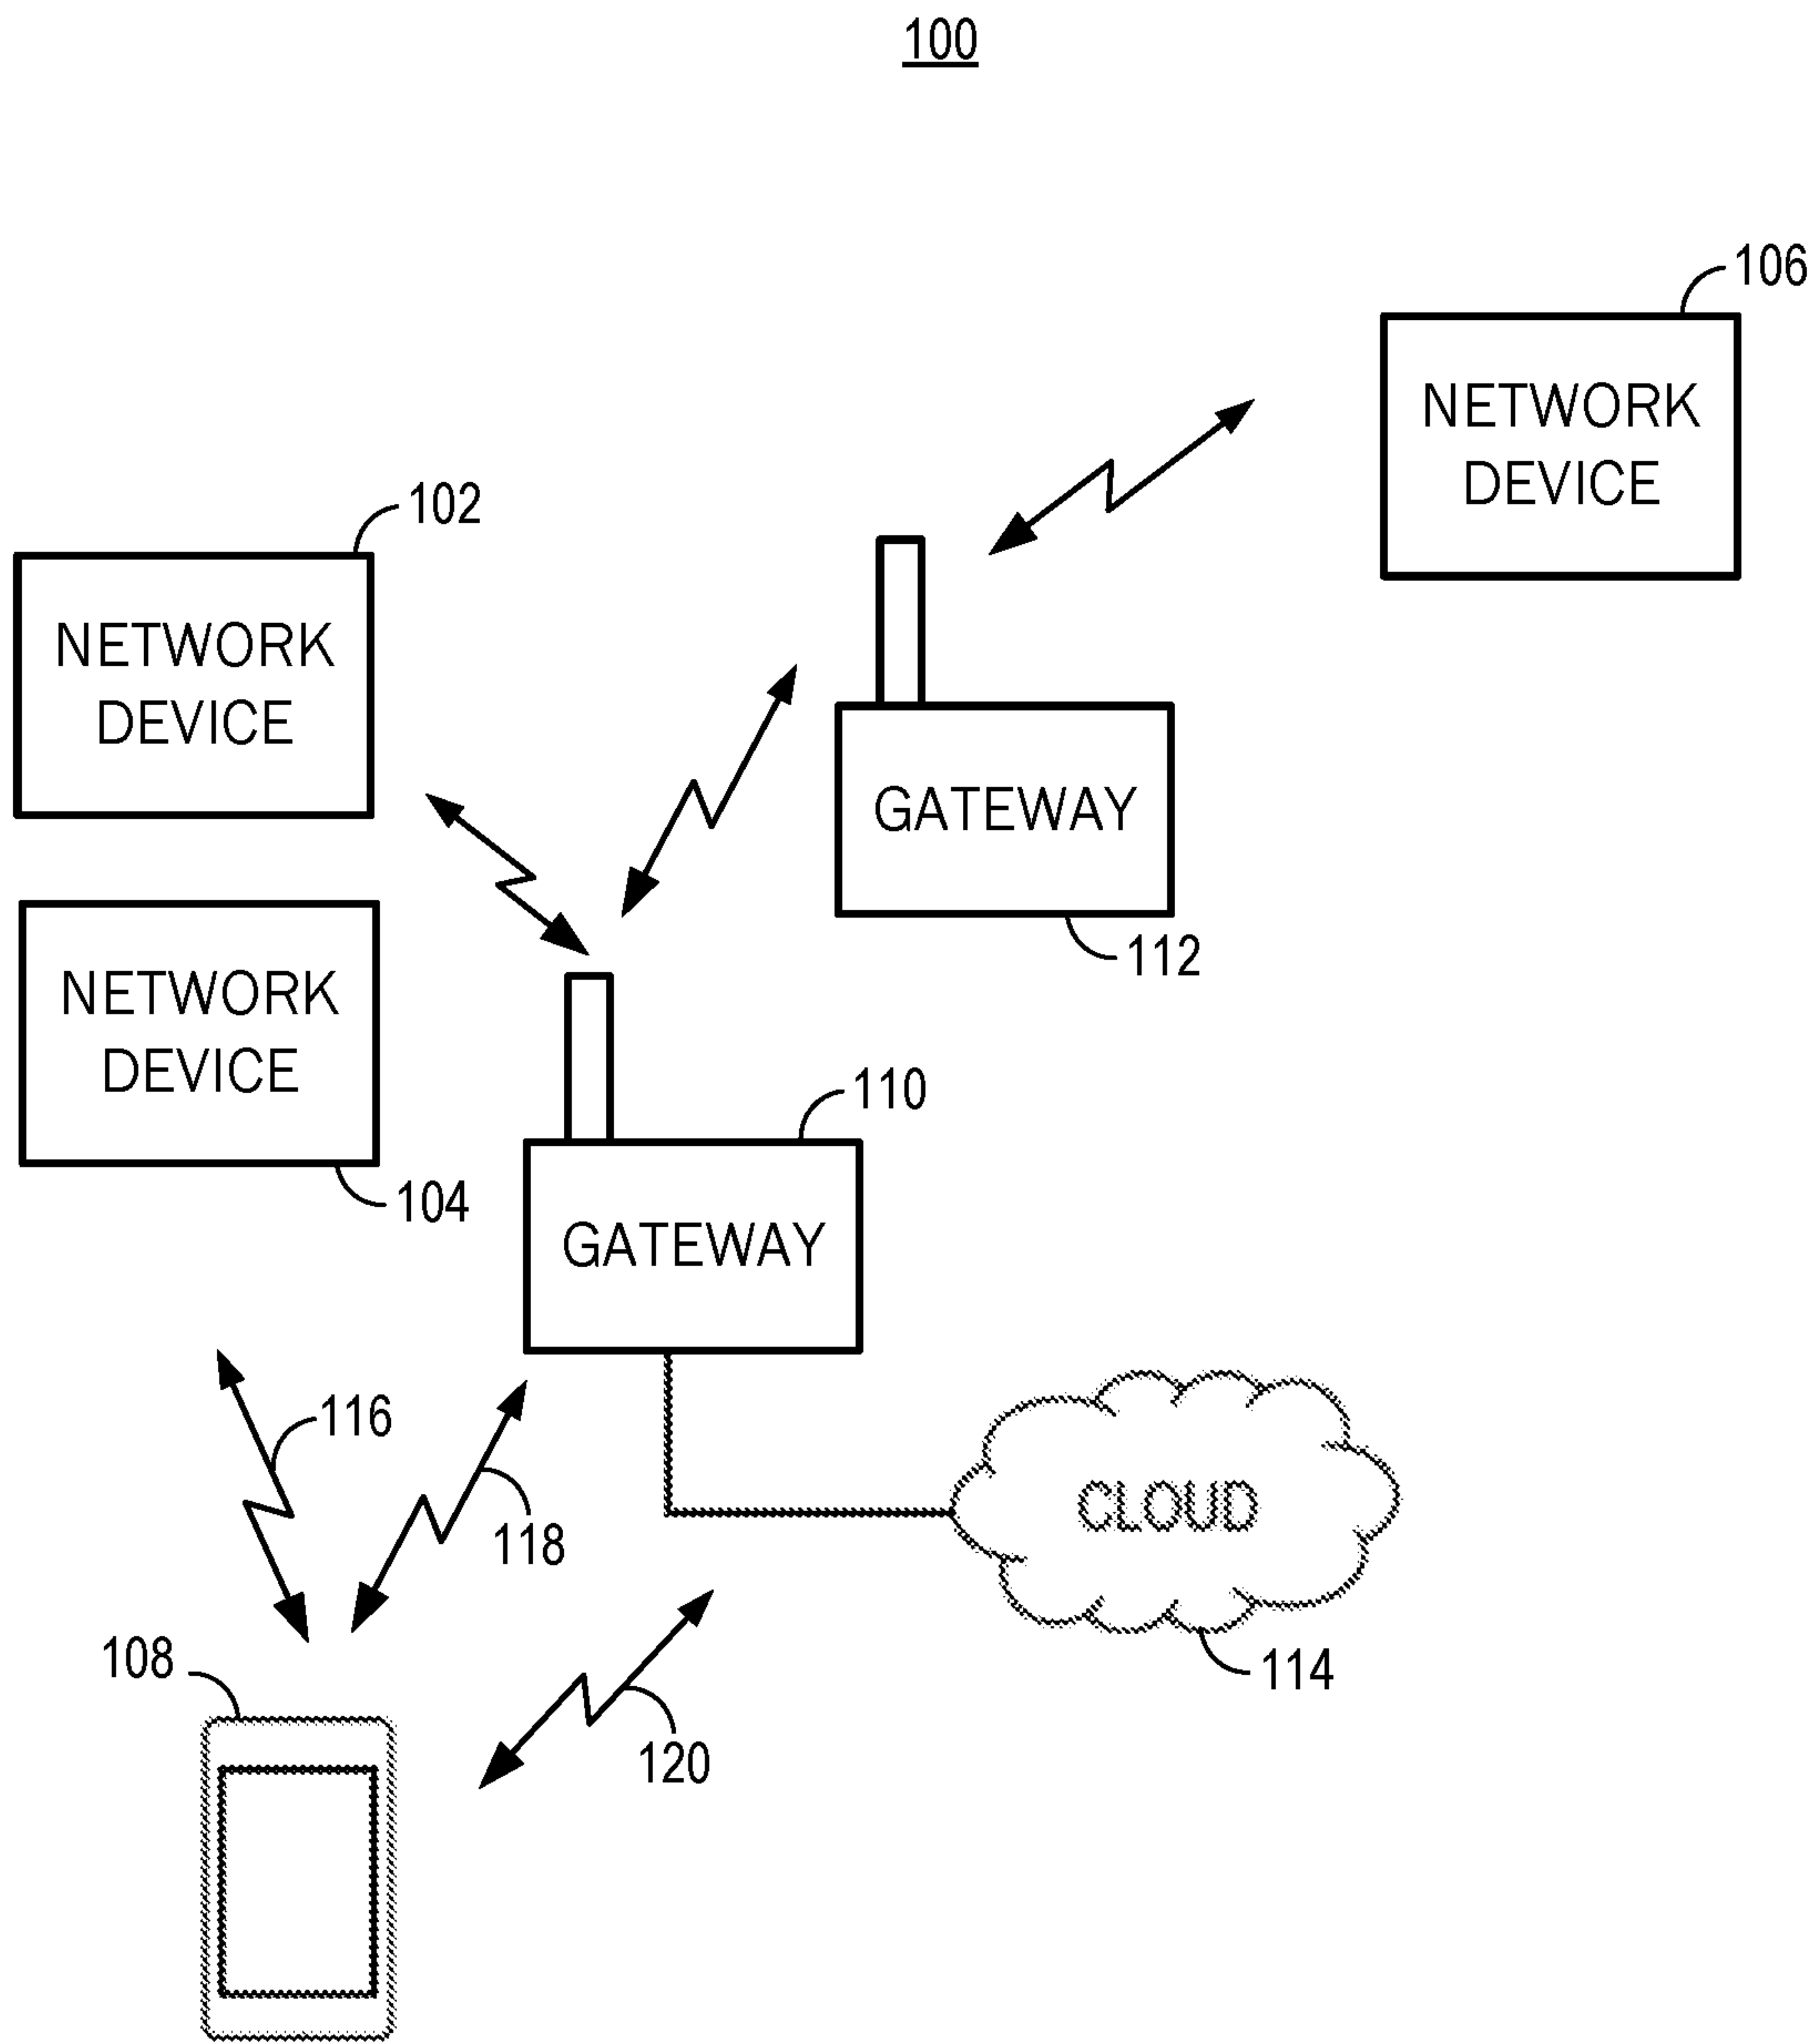 100
106
NETWORK
DEVICE
102
NETWORK
DEVICE
GATEWAY
112
NETWORK
DEVICE
104
110
GATEWAY
116
118
CLOUD
114
108
120